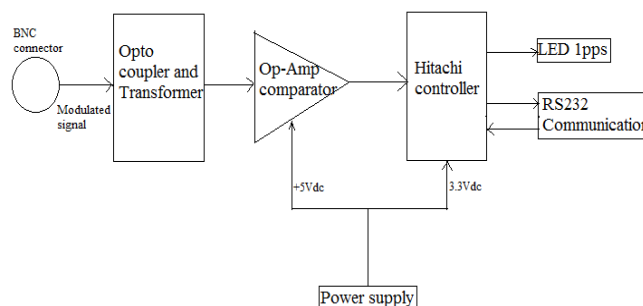 BNC
connector
Modulated
signal
Opto
coupler and
Transformer
Op-Amp
comparator
Hitachi
controller
LED 1pps
RS232
Communication
+5Vdc
3.3Vdc
Power supply